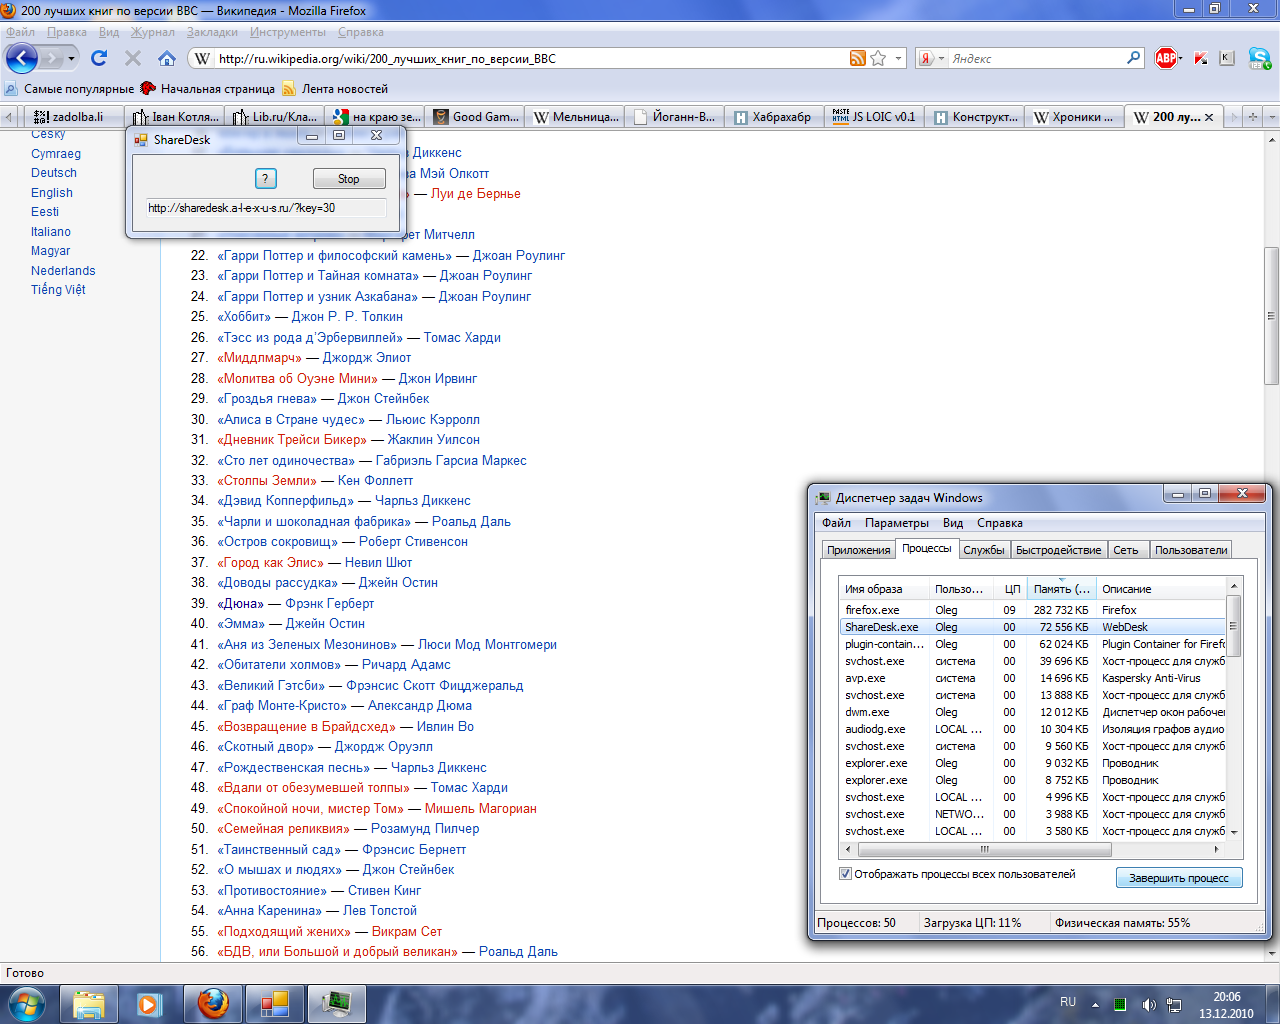 200 лучших книг по версии BBC — Википедия - Mozilla Firefox
Файл Правка Вид Журнал Закладки Инструменты Справка
http://ru.wikipedia.org/wiki/200_лучших_книг_по_версии_BBC
Яндекс
Самые популярные Начальная страница Лента новостей
zadolba.li Іван Котля... Lib.ru/Кла... на краю зе... Good Gam... Мельница... Йоганн-В... Хабрахабр JS LOIC v0.1 Конструкт... Хроники ... 200 лу...
Česky
Cymraeg
Deutsch
English
Eesti
Italiano
Magyar
Nederlands
Tiếng Việt
ShareDesk
? Stop
http://sharedesk.a-l-e-x-u-s.ru/?key=30
Диккенс
Мэй Олкотт
— Луи де Бернье
Митчелл
22. «Гарри Поттер и философский камень» — Джоан Роулинг
23. «Гарри Поттер и Тайная комната» — Джоан Роулинг
24. «Гарри Поттер и узник Азкабана» — Джоан Роулинг
25. «Хоббит» — Джон Р. Р. Толкин
26. «Тэсс из рода д’Эрбервиллей» — Томас Харди
27. «Миддлмарч» — Джордж Элиот
28. «Молитва об Оуэне Мини» — Джон Ирвинг
29. «Гроздья гнева» — Джон Стейнбек
30. «Алиса в Стране чудес» — Льюис Кэрролл
31. «Дневник Трейси Бикер» — Жаклин Уилсон
32. «Сто лет одиночества» — Габриэль Гарсиа Маркес
33. «Столпы Земли» — Кен Фоллетт
34. «Дэвид Копперфильд» — Чарльз Диккенс
35. «Чарли и шоколадная фабрика» — Роальд Даль
36. «Остров сокровищ» — Роберт Стивенсон
37. «Город как Элис» — Невил Шют
38. «Доводы рассудка» — Джейн Остин
39. «Дюна» — Фрэнк Герберт
40. «Эмма» — Джейн Остин
41. «Аня из Зеленых Мезонинов» — Люси Мод Монтгомери
42. «Обитатели холмов» — Ричард Адамс
43. «Великий Гэтсби» — Фрэнсис Скотт Фицджеральд
44. «Граф Монте-Кристо» — Александр Дюма
45. «Возвращение в Брайдсхед» — Ивлин Во
46. «Скотный двор» — Джордж Оруэлл
47. «Рождественская песнь» — Чарльз Диккенс
48. «Вдали от обезумевшей толпы» — Томас Харди
49. «Спокойной ночи, мистер Том» — Мишель Магориан
50. «Семейная реликвия» — Розамунд Пилчер
51. «Таинственный сад» — Фрэнсис Бернетт
52. «О мышах и людях» — Джон Стейнбек
53. «Противостояние» — Стивен Кинг
54. «Анна Каренина» — Лев Толстой
55. «Подходящий жених» — Викрам Сет
56. «БДВ, или Большой и добрый великан» — Роальд Даль
Диспетчер задач Windows
Файл Параметры Вид Справка
Приложения Процессы Службы Быстродействие Сеть Пользователи
Имя образа Пользо... ЦП Память (... Описание
firefox.exe Oleg 09 282 732 КБ Firefox
ShareDesk.exe Oleg 00 72 556 КБ WebDesk
plugin-contain... Oleg 00 62 024 КБ Plugin Container for Firefo
svchost.exe система 00 39 696 КБ Хост-процесс для служб
avp.exe система 00 14 696 КБ Kaspersky Anti-Virus
svchost.exe система 00 13 888 КБ Хост-процесс для служб
dwm.exe Oleg 00 12 012 КБ Диспетчер окон рабочег
audiodg.exe LOCAL ... 00 10 304 КБ Изоляция графов аудио
svchost.exe система 00 9 560 КБ Хост-процесс для служб
explorer.exe Oleg 00 9 032 КБ Проводник
explorer.exe Oleg 00 8 752 КБ Проводник
svchost.exe LOCAL ... 00 4 996 КБ Хост-процесс для служб
svchost.exe NETWO... 00 3 988 КБ Хост-процесс для служб
svchost.exe LOCAL ... 00 3 580 КБ Хост-процесс для служб
Отображать процессы всех пользователей Завершить процесс
Процессов: 50 Загрузка ЦП: 11% Физическая память: 55%
Готово
RU 20:06
13.12.2010